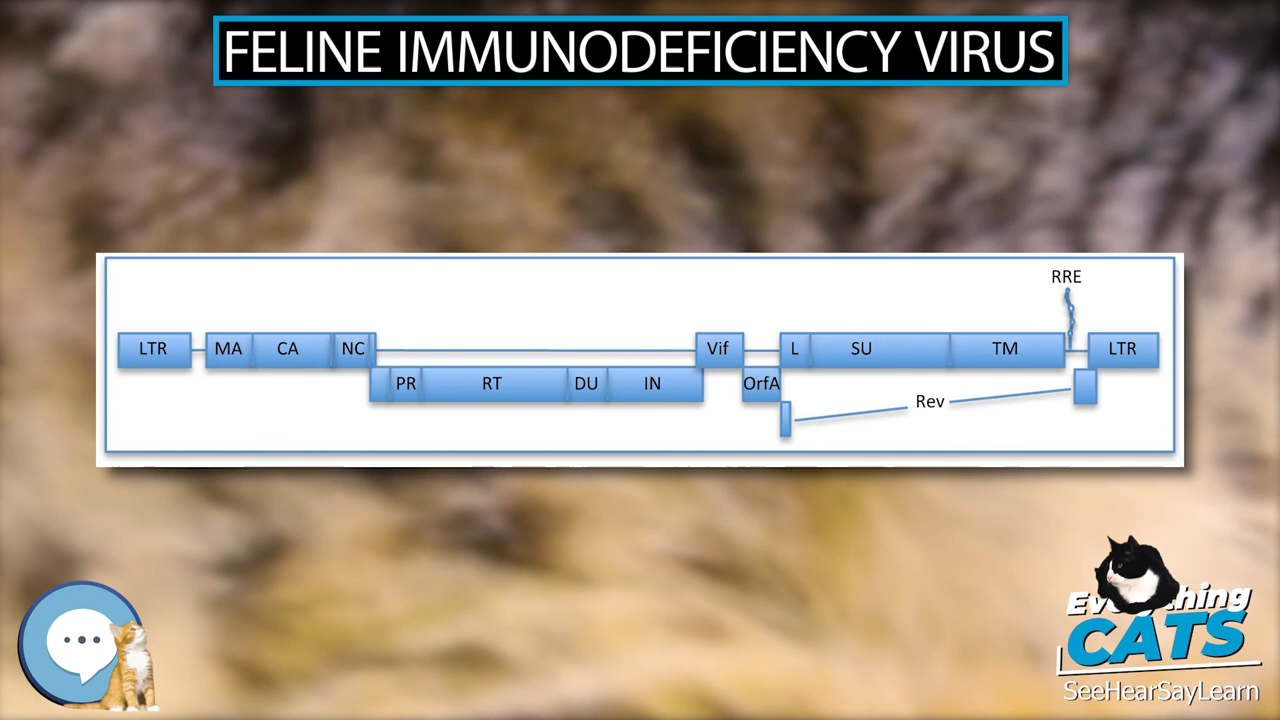 FELINE IMMUNODEFICIENCY VIRUS
RRE
LTR MA CA NC Vif L SU TM LTR
PR RT DU IN OrfA
Rev
Everything
CATS
SeeHearSayLearn